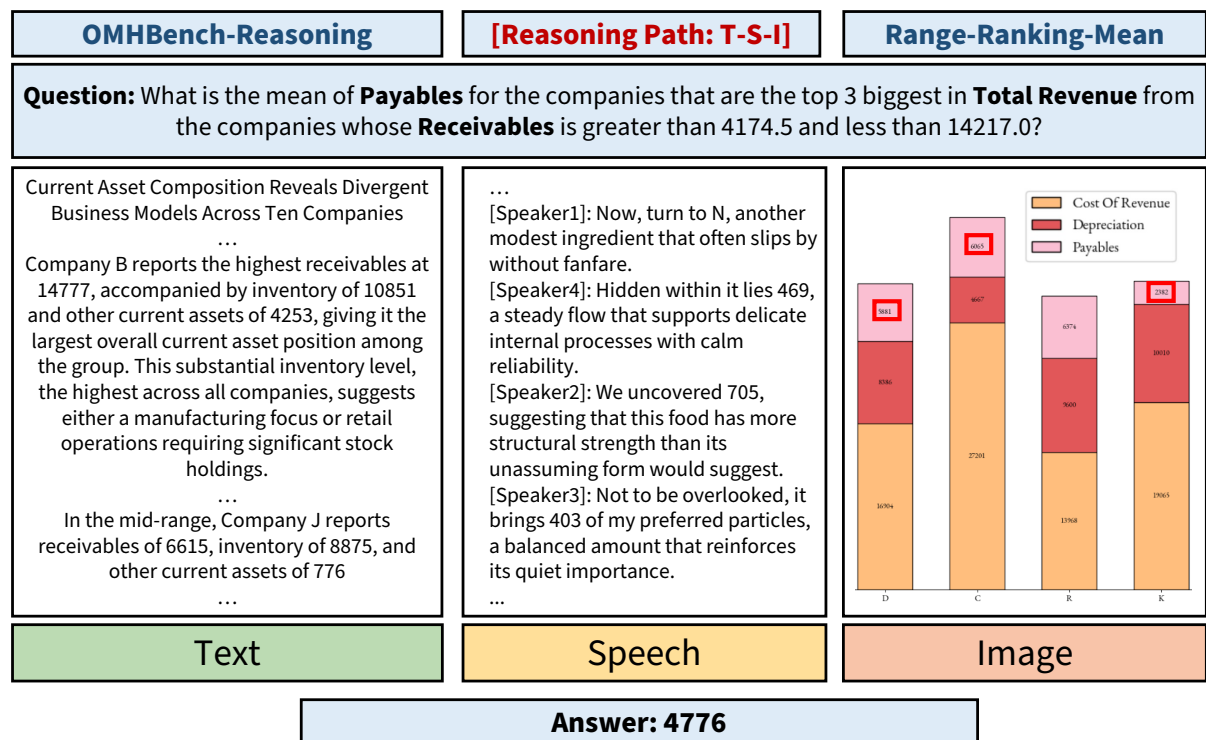 OMHBench-Reasoning
[Reasoning Path: T-S-I]
Range-Ranking-Mean
Question: What is the mean of Payables for the companies that are the top 3 biggest in Total Revenue from
the companies whose Receivables is greater than 4174.5 and less than 14217.0?
Current Asset Composition Reveals Divergent
Business Models Across Ten Companies
…
Company B reports the highest receivables at
14777, accompanied by inventory of 10851
and other current assets of 4253, giving it the
largest overall current asset position among
the group. This substantial inventory level,
the highest across all companies, suggests
either a manufacturing focus or retail
operations requiring significant stock
holdings.
…
In the mid-range, Company J reports
receivables of 6615, inventory of 8875, and
other current assets of 776
…
Text
…
[Speaker1]: Now, turn to N, another
modest ingredient that often slips by
without fanfare.
[Speaker4]: Hidden within it lies 469,
a steady flow that supports delicate
internal processes with calm
reliability.
[Speaker2]: We uncovered 705,
suggesting that this food has more
structural strength than its
unassuming form would suggest.
[Speaker3]: Not to be overlooked, it
brings 403 of my preferred particles,
a balanced amount that reinforces
its quiet importance.
...
Speech
Cost Of Revenue
Depreciation
Payables
5881
8386
16904
6065
4667
27201
6374
9600
13968
2382
10010
19065
D
C
R
K
Image
Answer: 4776